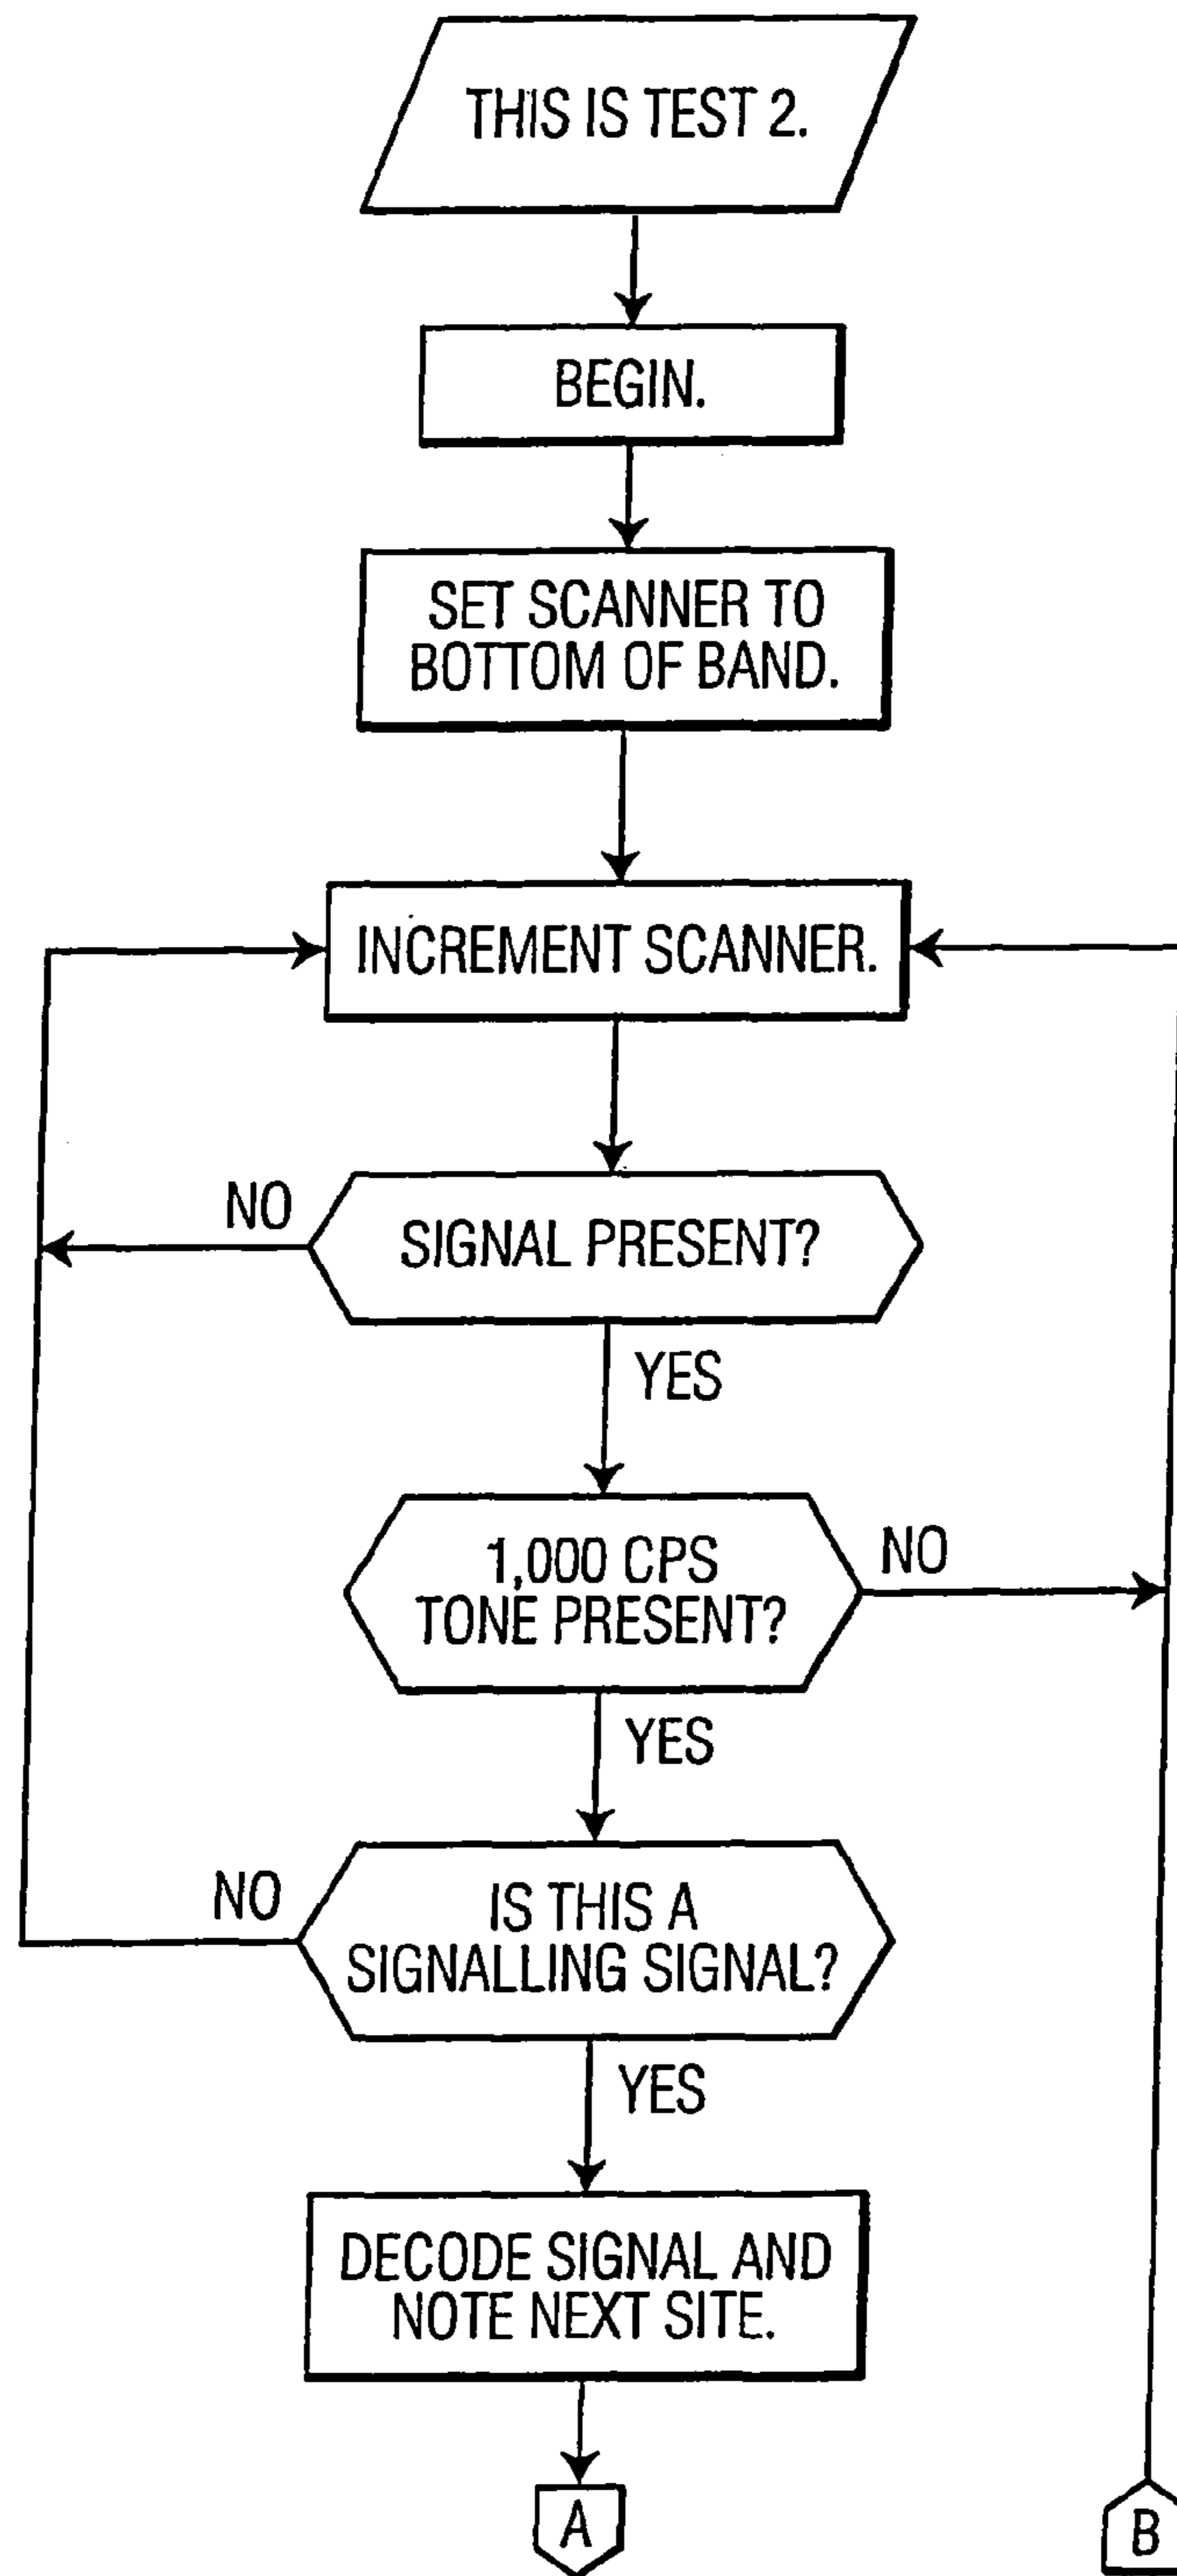 THIS IS TEST 2.
BEGIN.
SET SCANNER TO
BOTTOM OF BAND.
INCREMENT SCANNER.
NO
SIGNAL PRESENT?
YES
1,000 CPS
TONE PRESENT?
NO
YES
NO
IS THIS A
SIGNALLING SIGNAL?
YES
DECODE SIGNAL AND
NOTE NEXT SITE.
A
B